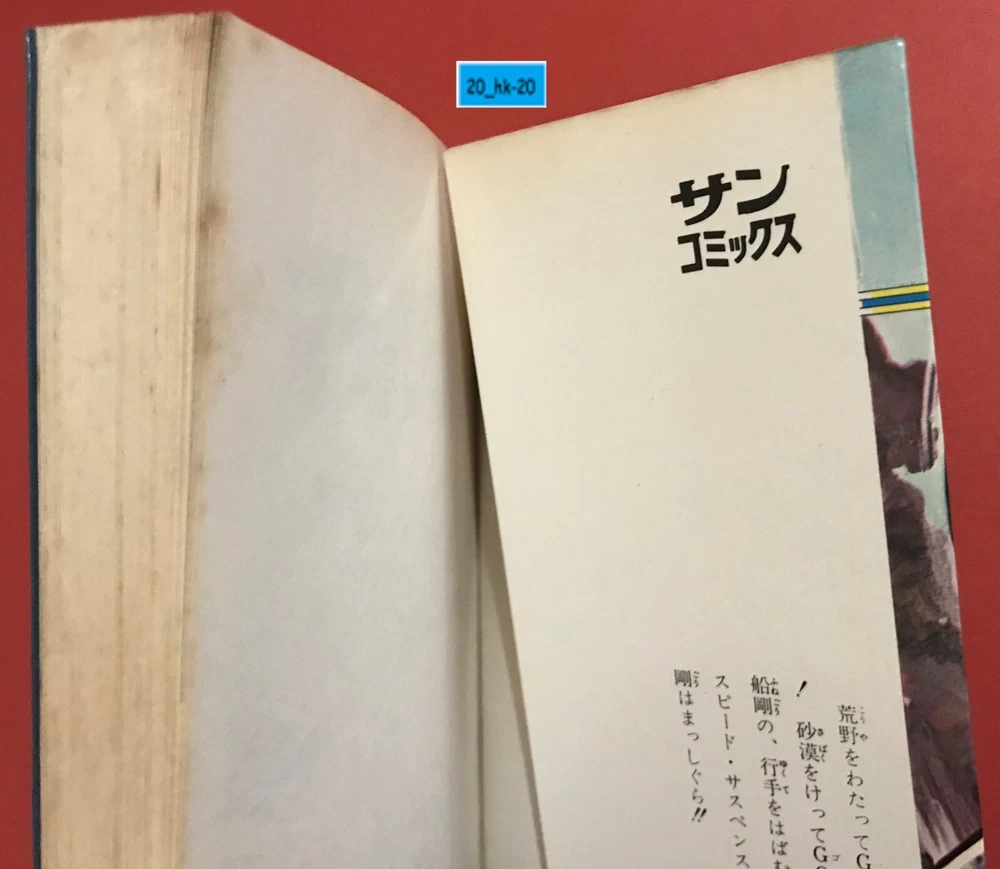 20_hk-20
サン
コミックス
荒野をわたってG
！　砂漠をけってG
船剛の、行手をはばむ
スピード・サスペンス
剛はまっしぐら!!